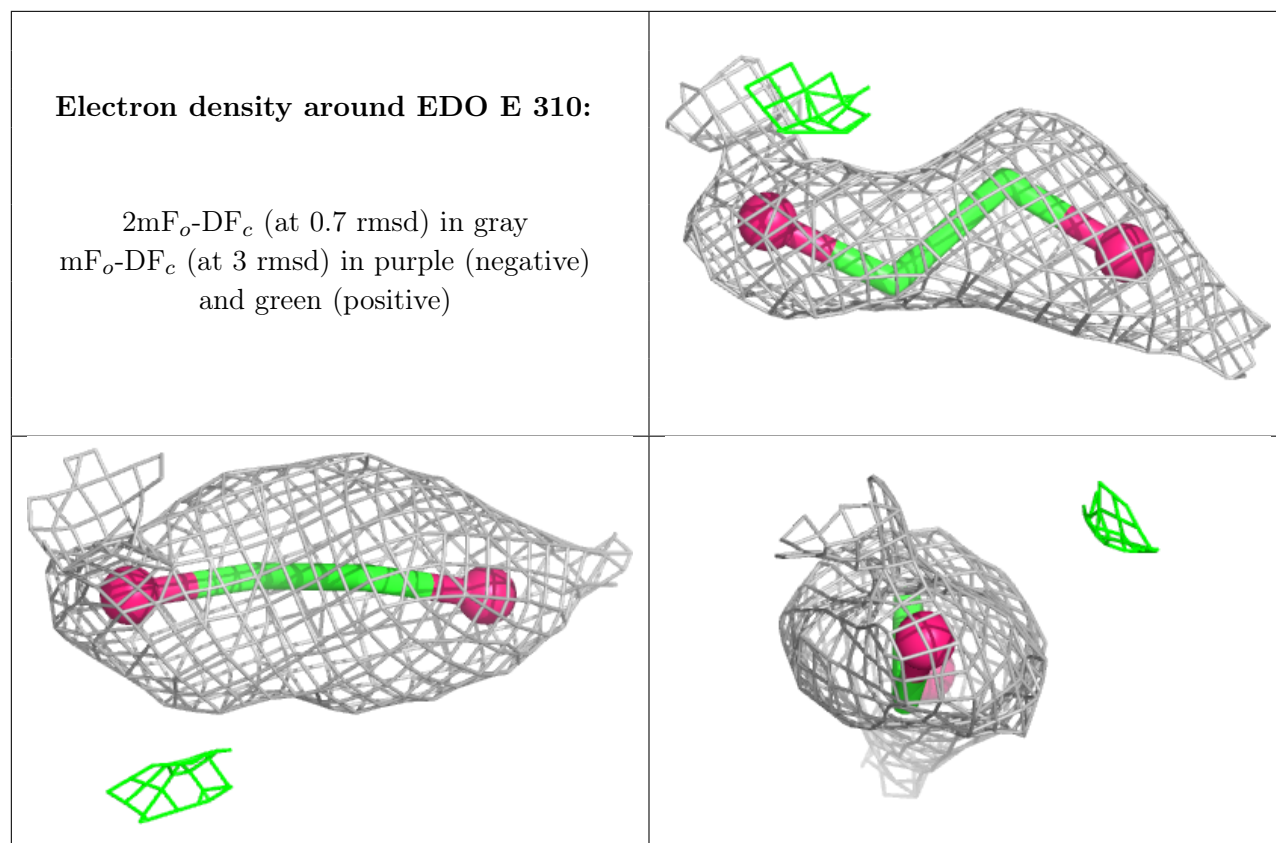 Electron density around EDO E 310:
2mFₒ-DF𝑐 (at 0.7 rmsd) in gray
mFₒ-DF𝑐 (at 3 rmsd) in purple (negative)
and green (positive)